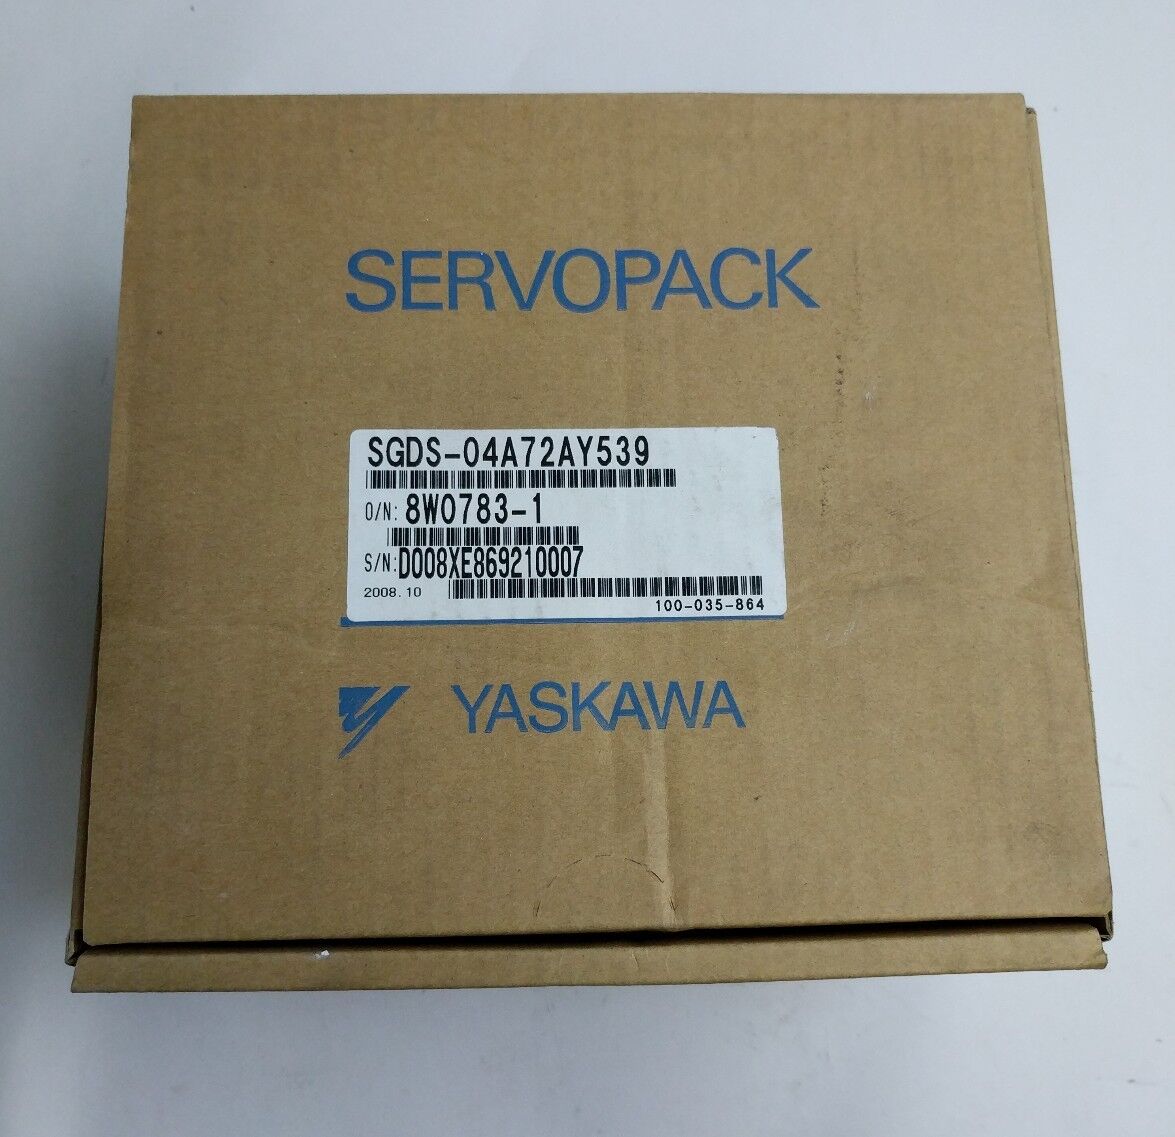 SERVOPACK
SGDS-04A72AY539
O/N: 8W0783-1
S/N: D008XE869210007
2008.10
100-035-864
YASKAWA